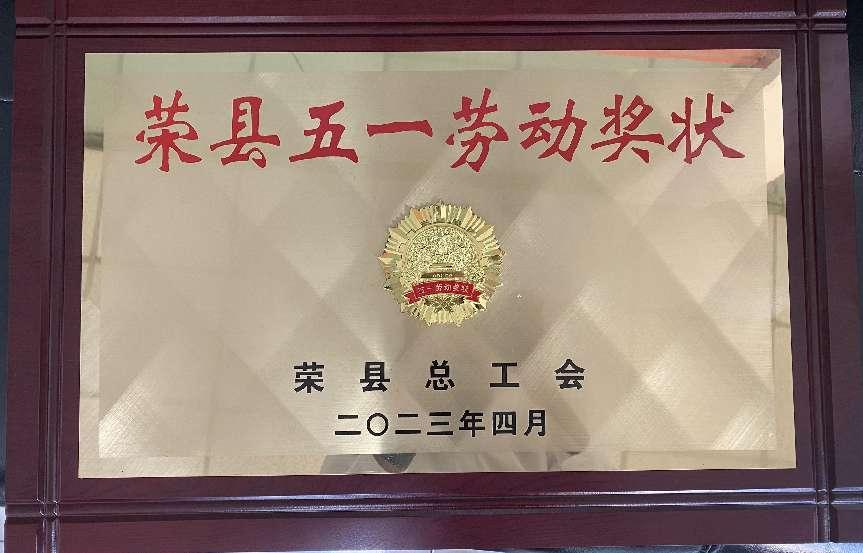 荣县五一劳动奖状
五一劳动奖状
荣县总工会
二〇二三年四月